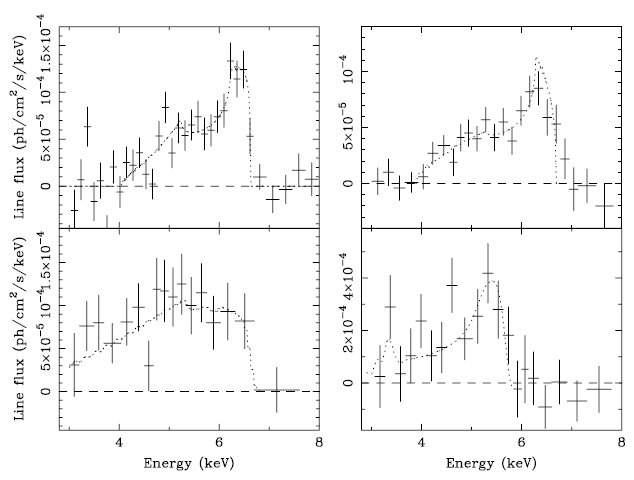 Line flux (ph/cm²/s/keV)
0
5×10⁻⁵
10⁻⁴
1.5×10⁻⁴
0
5×10⁻⁵
10⁻⁴
Line flux (ph/cm²/s/keV)
0
5×10⁻⁵
10⁻⁴
1.5×10⁻⁴
0
2×10⁻⁴
4×10⁻⁴
4 6 8
4 6 8
Energy (keV)
Energy (keV)